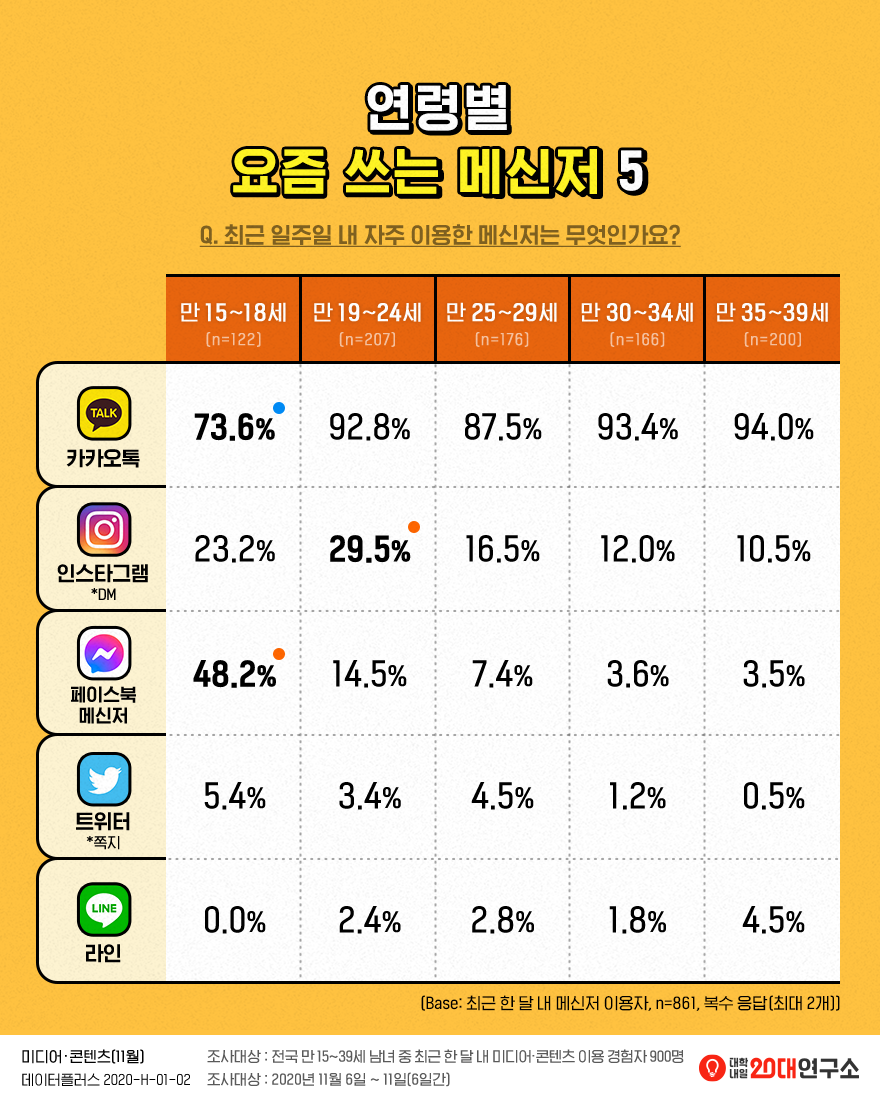 연령별
요즘 쓰는 메신저 5
Q. 최근 일주일 내 자주 이용한 메신저는 무엇인가요?
만 15~18세 만 19~24세 만 25~29세 만 30~34세 만 35~39세
(n=122) (n=207) (n=176) (n=166) (n=200)
TALK
카카오톡 73.6% 92.8% 87.5% 93.4% 94.0%
인스타그램 23.2% 29.5% 16.5% 12.0% 10.5%
*DM
페이스북 48.2% 14.5% 7.4% 3.6% 3.5%
메신저
트위터 5.4% 3.4% 4.5% 1.2% 0.5%
*쪽지
LINE
라인 0.0% 2.4% 2.8% 1.8% 4.5%
(Base: 최근 한 달 내 메신저 이용자, n=861, 복수 응답(최대 2개))
미디어·콘텐츠(11월) 조사대상 : 전국 만 15~39세 남녀 중 최근 한 달 내 미디어·콘텐츠 이용 경험자 900명
데이터플러스 2020-H-01-02 조사대상 : 2020년 11월 6일 ~ 11일(6일간)
대학내일 20대연구소